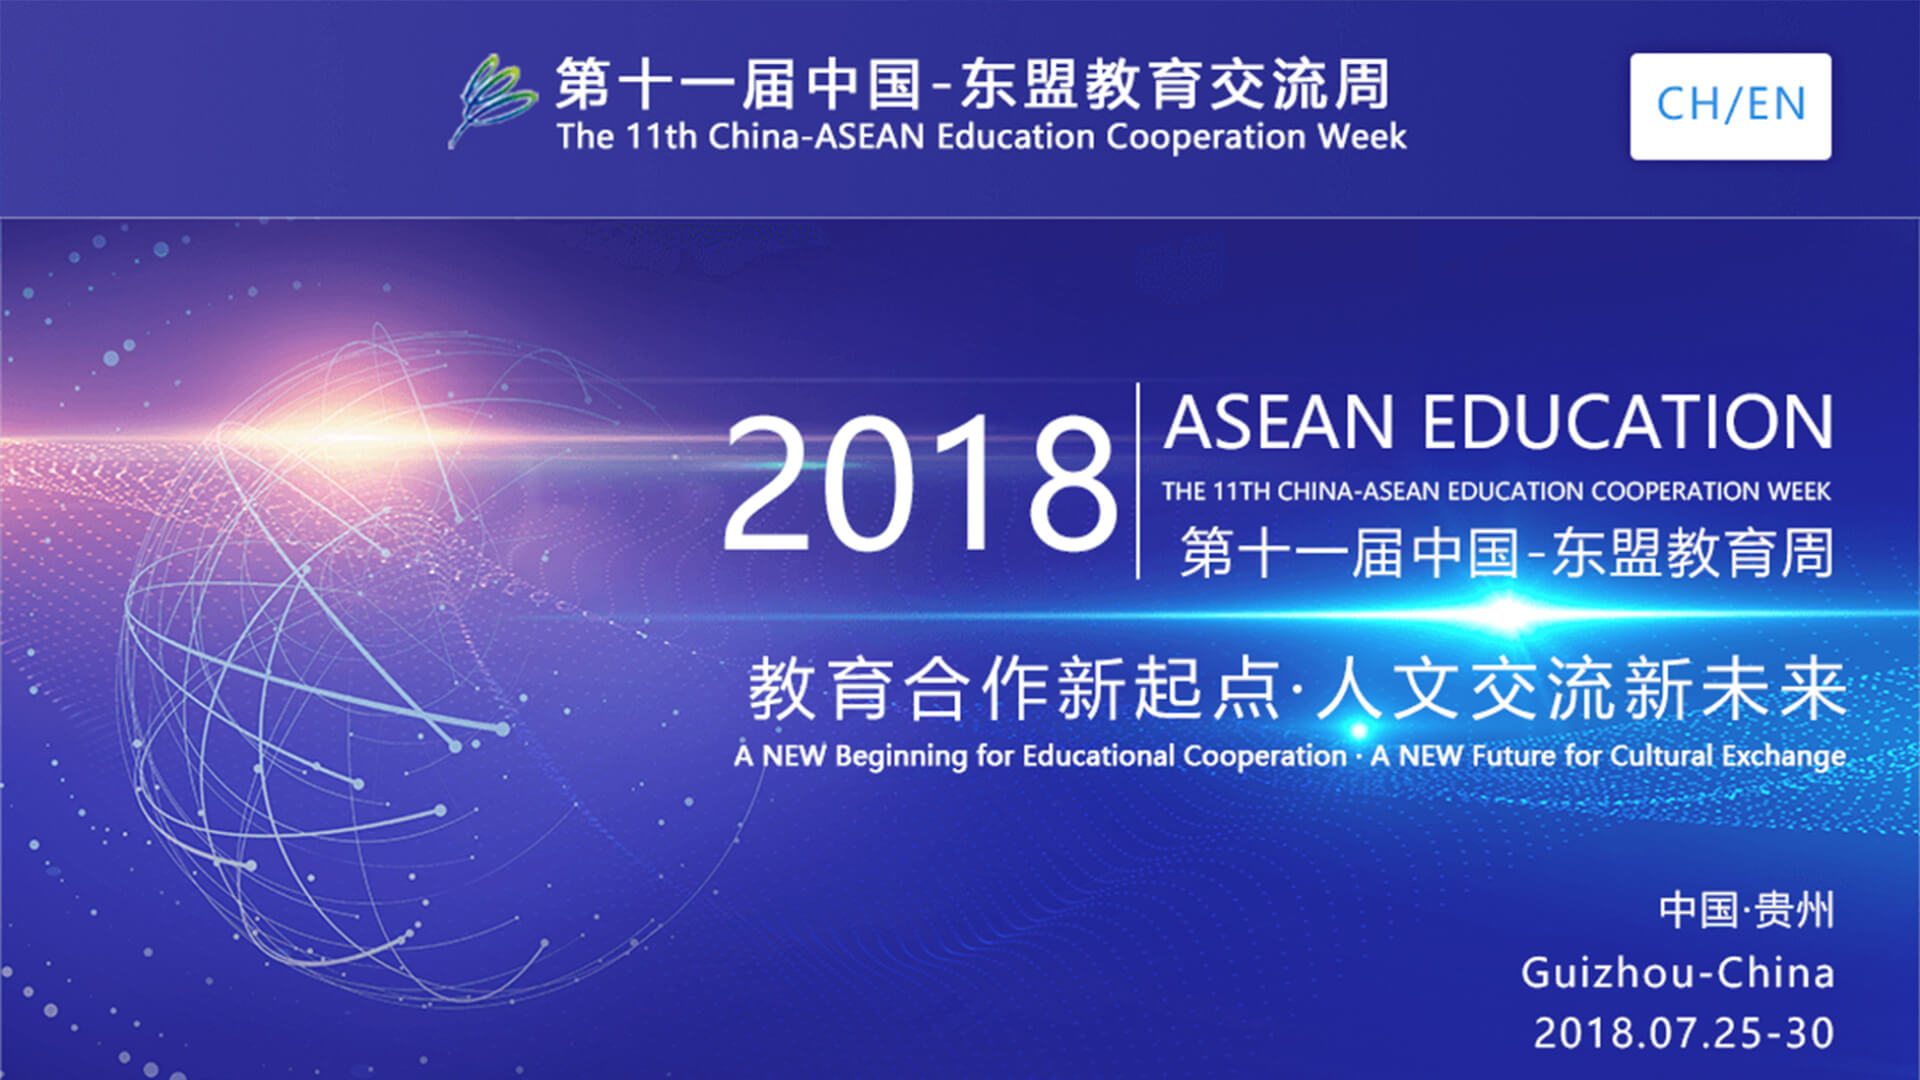 第十一届中国-东盟教育交流周
The 11th China-ASEAN Education Cooperation Week
CH/EN
2018
ASEAN EDUCATION
THE 11TH CHINA-ASEAN EDUCATION COOPERATION WEEK
第十一届中国-东盟教育周
教育合作新起点·人文交流新未来
A NEW Beginning for Educational Cooperation · A NEW Future for Cultural Exchange
中国·贵州
Guizhou-China
2018.07.25-30